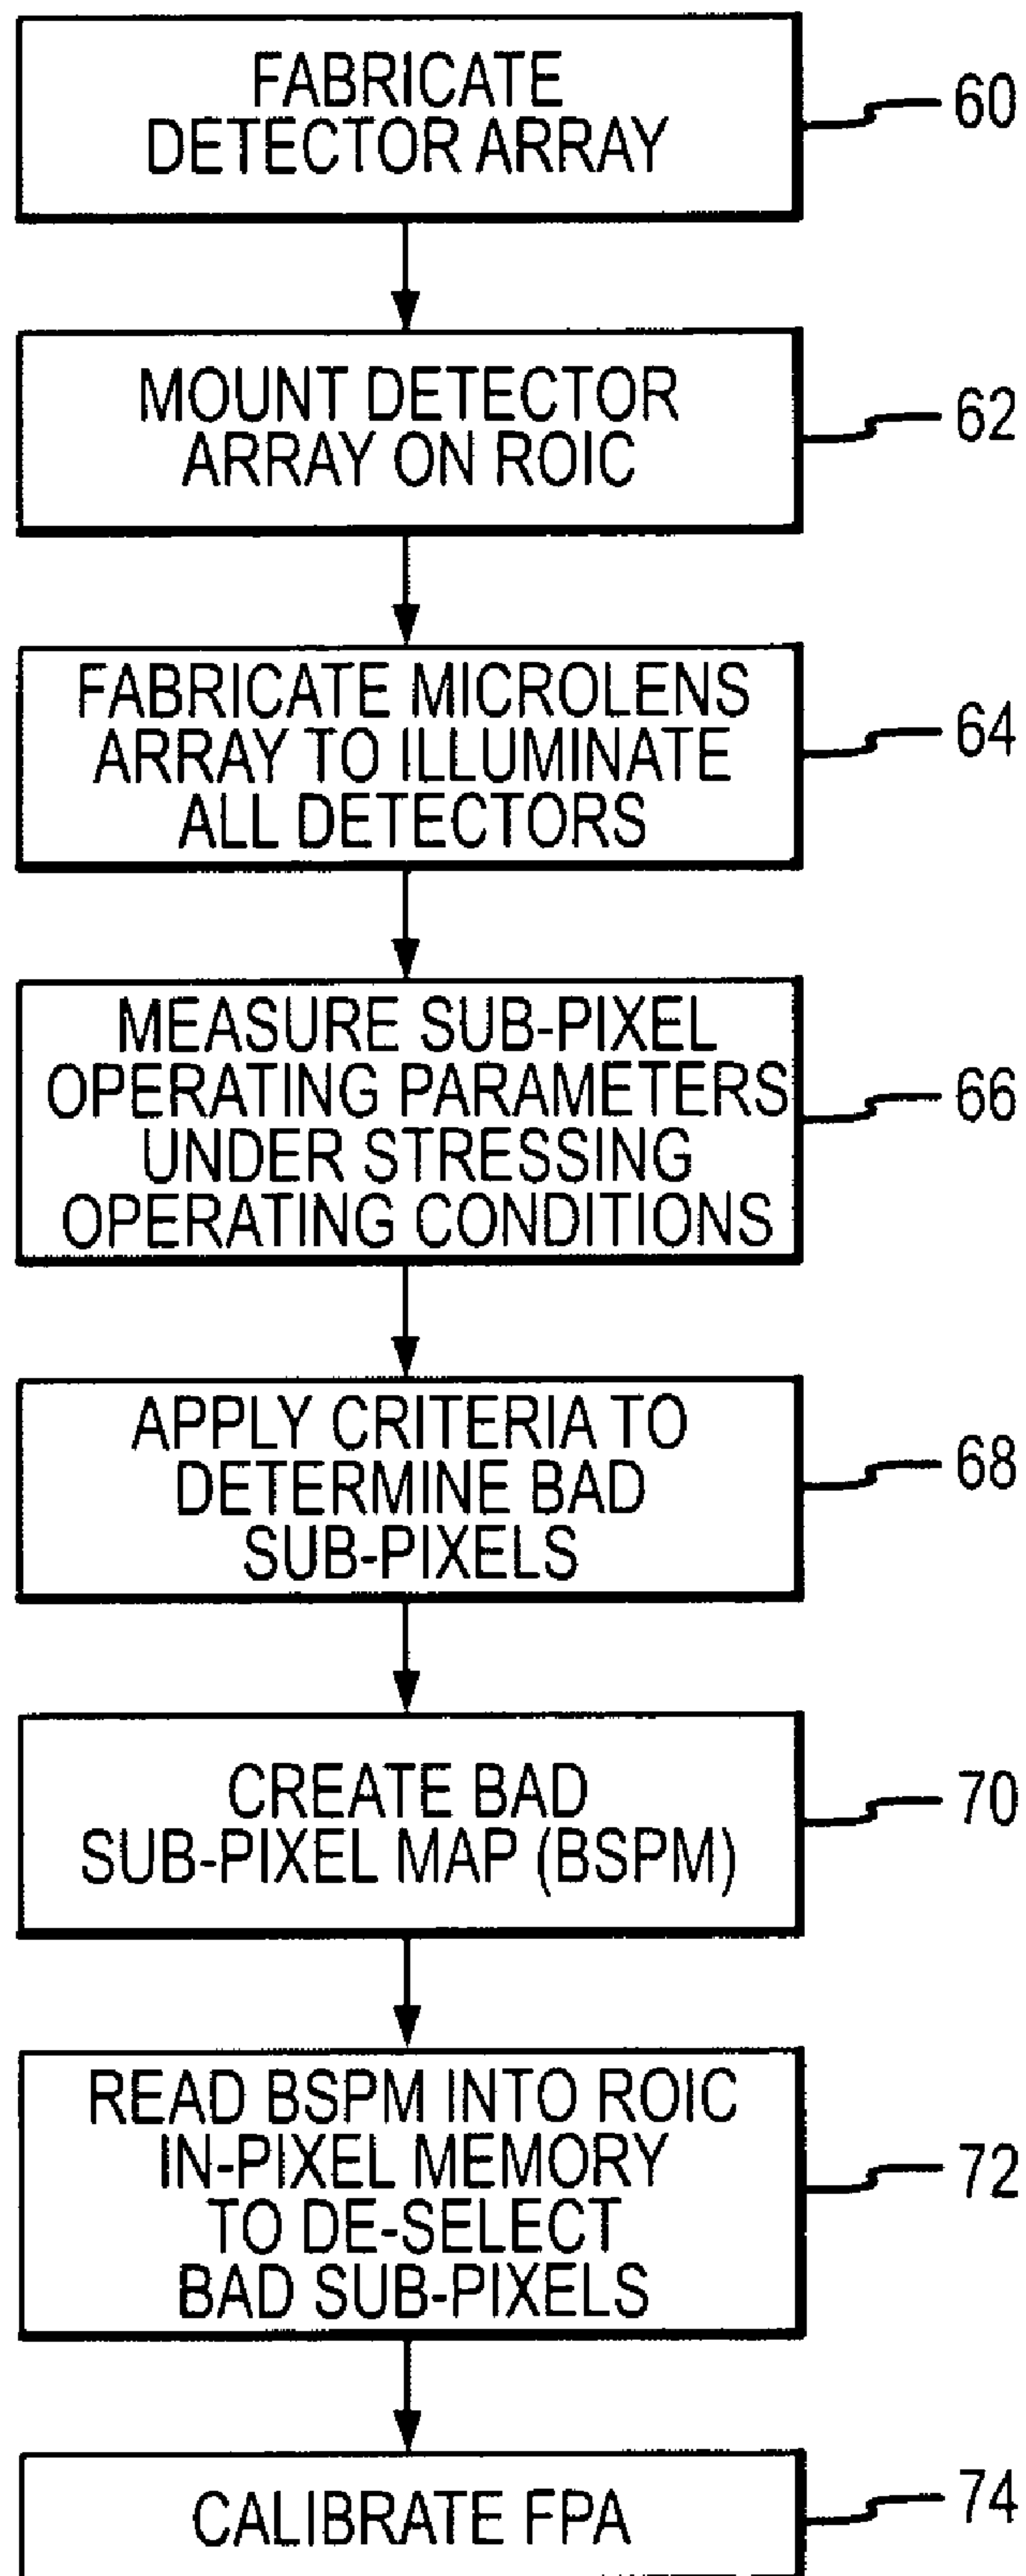 FABRICATE
DETECTOR ARRAY
60
MOUNT DETECTOR
ARRAY ON ROIC
62
FABRICATE MICROLENS
ARRAY TO ILLUMINATE
ALL DETECTORS
64
MEASURE SUB-PIXEL
OPERATING PARAMETERS
UNDER STRESSING
OPERATING CONDITIONS
66
APPLY CRITERIA TO
DETERMINE BAD
SUB-PIXELS
68
CREATE BAD
SUB-PIXEL MAP (BSPM)
70
READ BSPM INTO ROIC
IN-PIXEL MEMORY
TO DE-SELECT
BAD SUB-PIXELS
72
CALIBRATE FPA
74